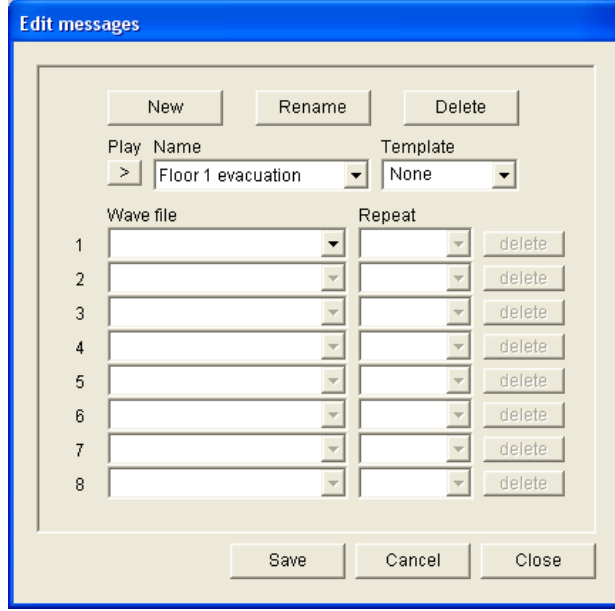 Edit messages
New Rename Delete
Play Name Template
> Floor 1 evacuation None
Wave file Repeat
1 delete
2 delete
3 delete
4 delete
5 delete
6 delete
7 delete
8 delete
Save Cancel Close